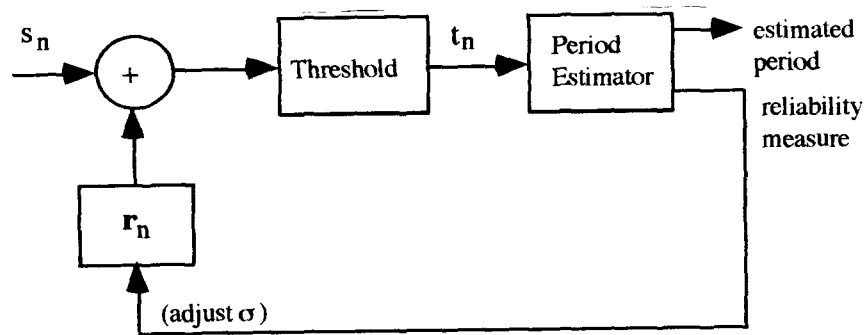 s_n
+
Threshold
t_n
Period
Estimator
estimated
period
reliability
measure
r_n
(adjust σ)